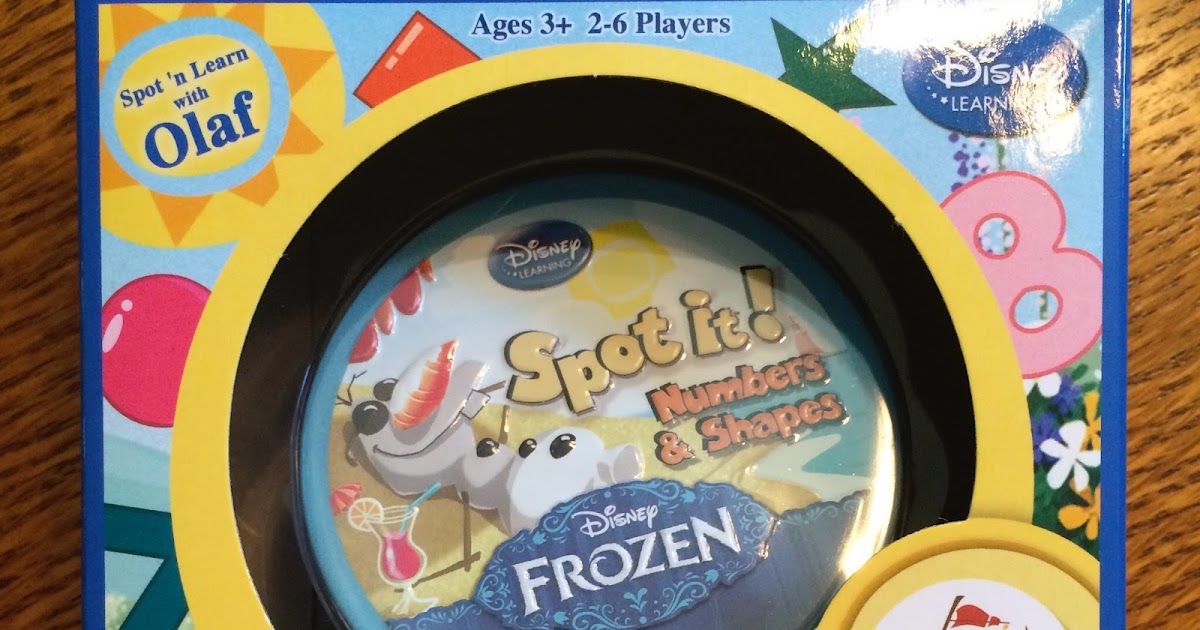 Ages 3+ 2-6 Players
Spot 'n Learn
with
Olaf
Disney
LEARNING
8
Disney
LEARNING
Spot it!
Numbers
& Shapes
Disney
FROZEN